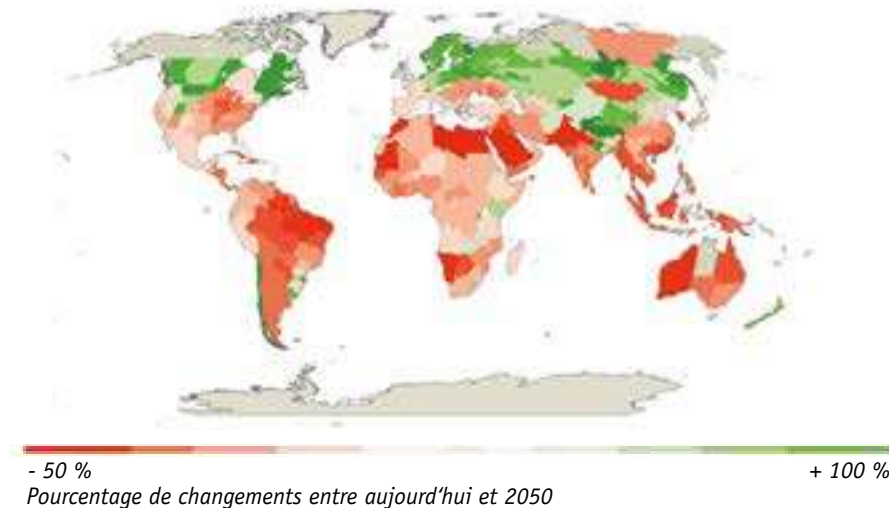 - 50 %
+ 100 %
Pourcentage de changements entre aujourd‘hui et 2050